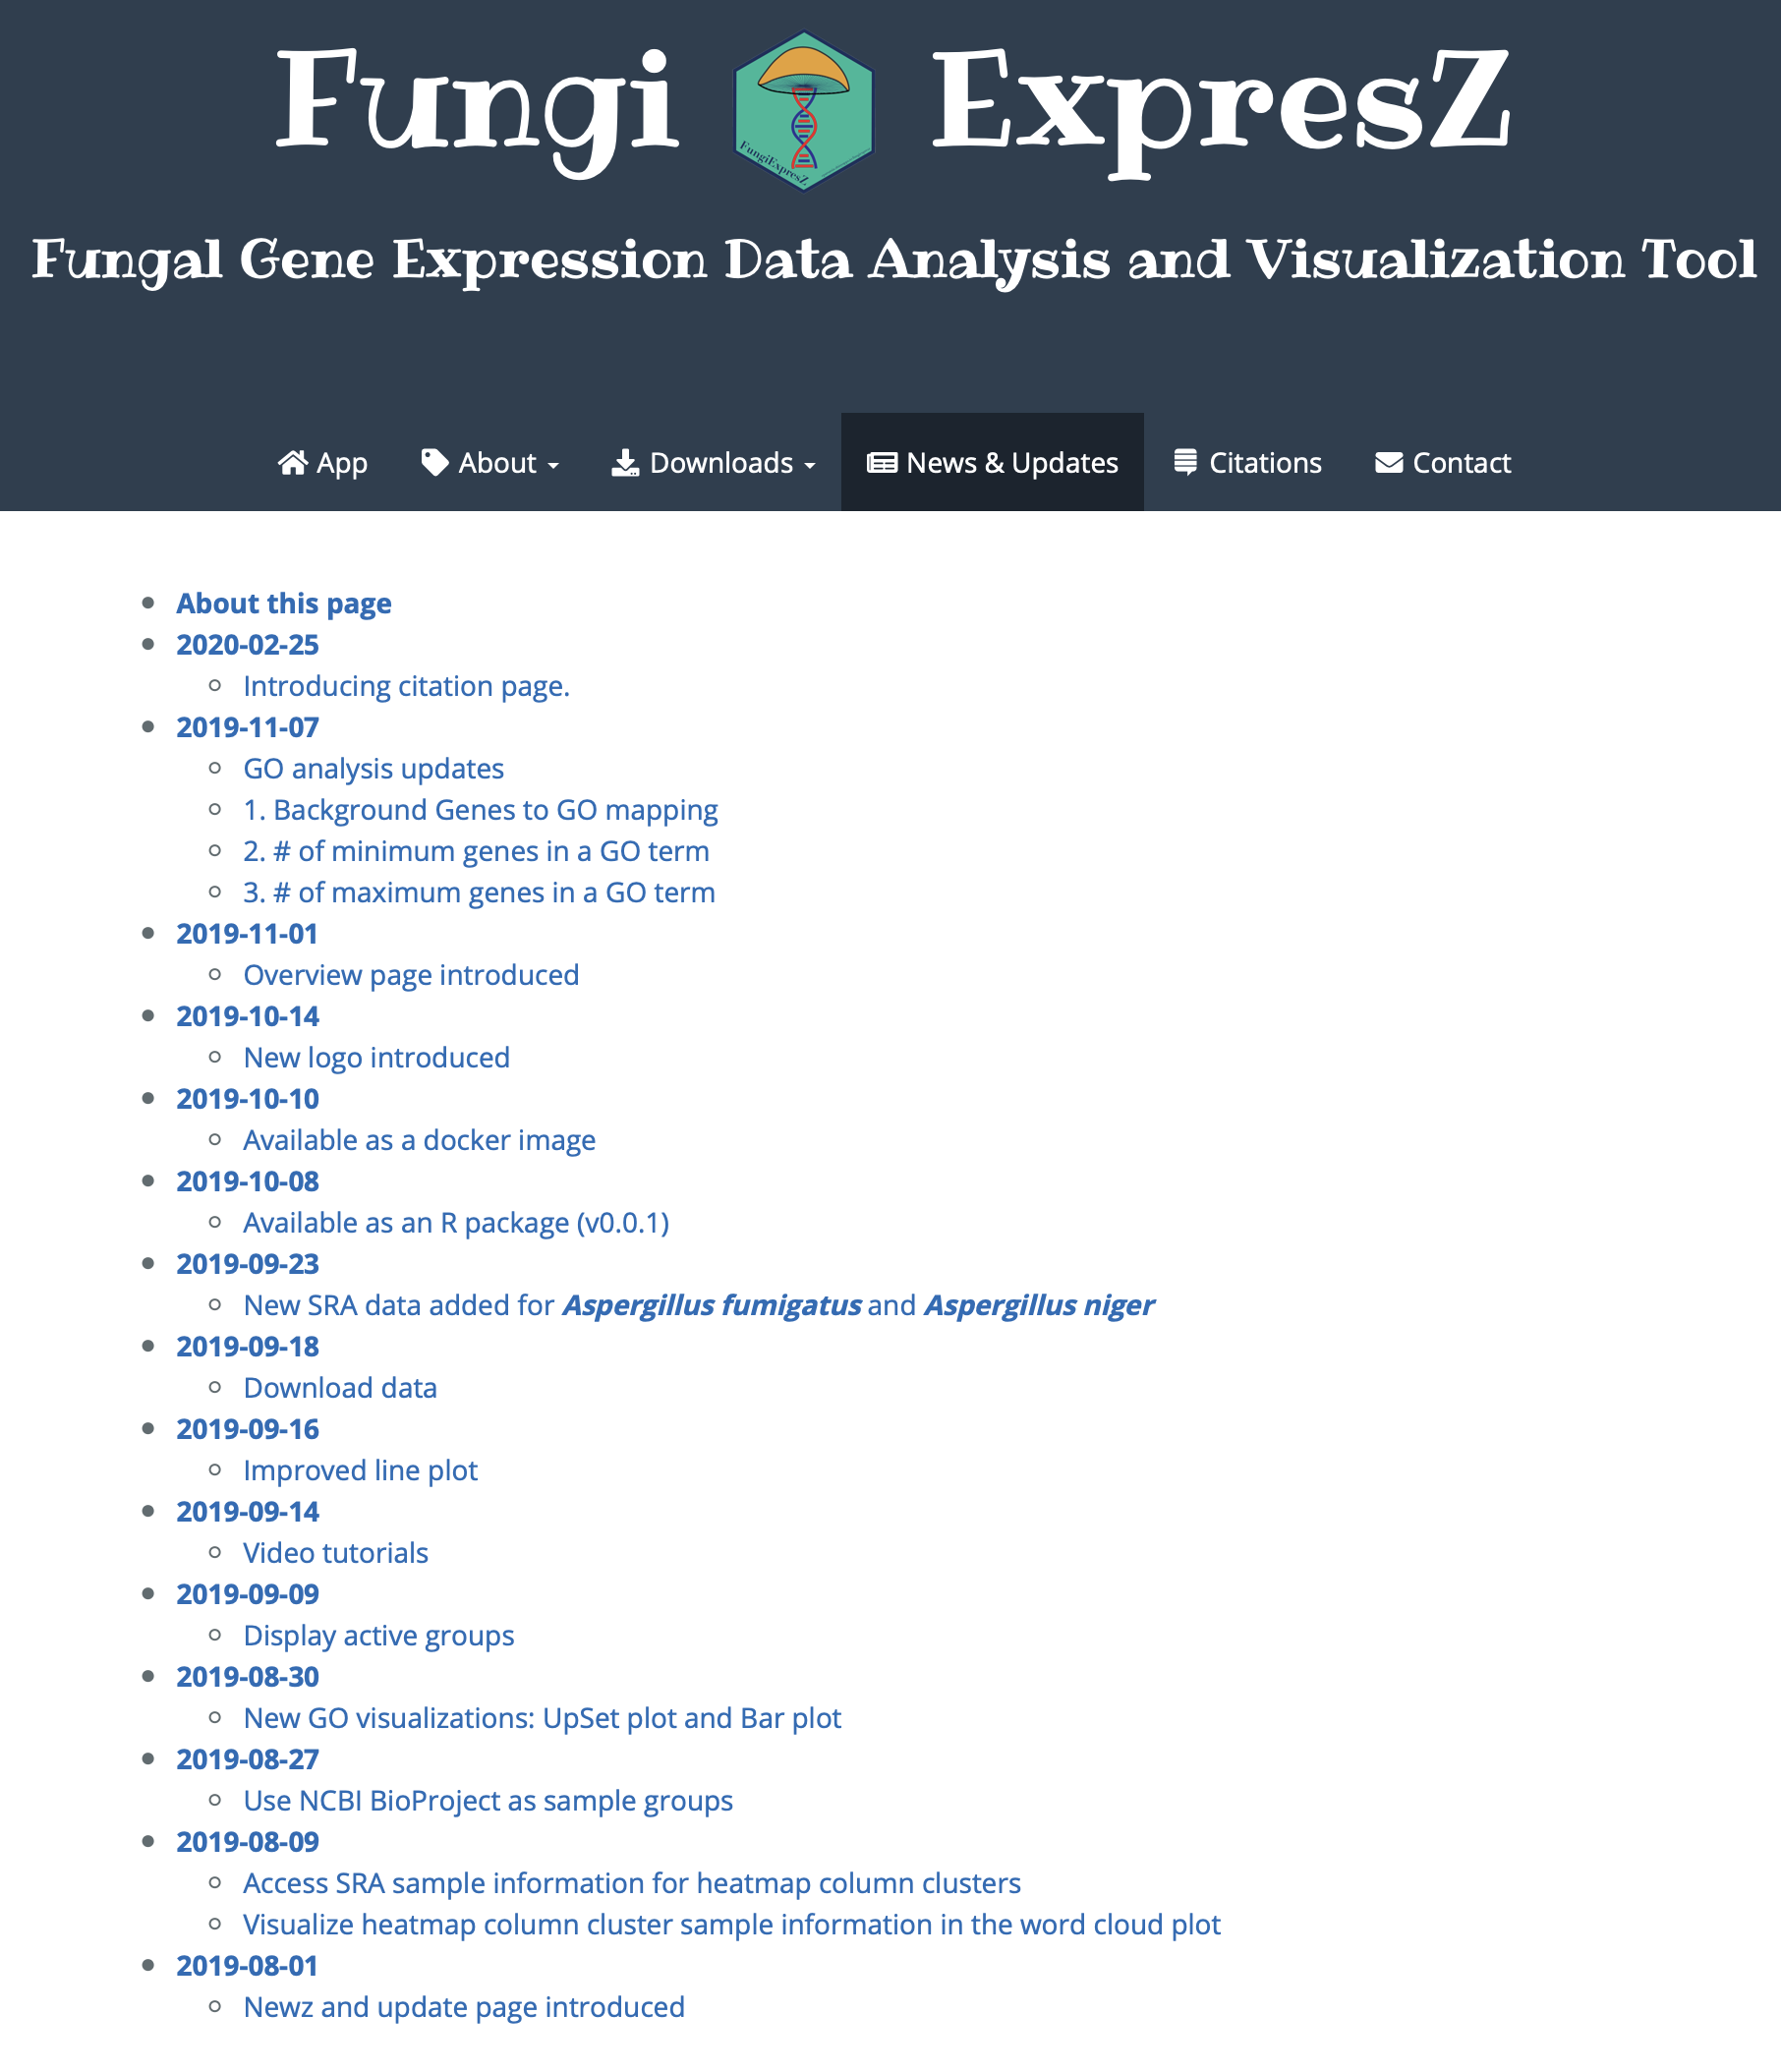 Fungi ExpresZ
FungiExpresZ
Fungal Gene Expression Data Analysis and Visualization Tool
App About Downloads News & Updates Citations Contact
About this page
2020-02-25
Introducing citation page.
2019-11-07
GO analysis updates
1. Background Genes to GO mapping
2. # of minimum genes in a GO term
3. # of maximum genes in a GO term
2019-11-01
Overview page introduced
2019-10-14
New logo introduced
2019-10-10
Available as a docker image
2019-10-08
Available as an R package (v0.0.1)
2019-09-23
New SRA data added for Aspergillus fumigatus and Aspergillus niger
2019-09-18
Download data
2019-09-16
Improved line plot
2019-09-14
Video tutorials
2019-09-09
Display active groups
2019-08-30
New GO visualizations: UpSet plot and Bar plot
2019-08-27
Use NCBI BioProject as sample groups
2019-08-09
Access SRA sample information for heatmap column clusters
Visualize heatmap column cluster sample information in the word cloud plot
2019-08-01
Newz and update page introduced